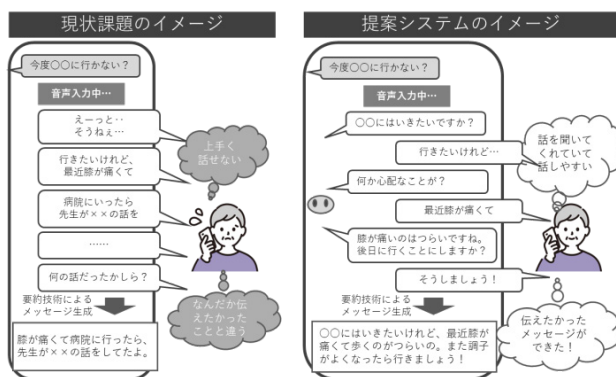 現状課題のイメージ
今度〇〇に行かない？
音声入力中…
えーっと‥
そうねぇ…
上手く
話せない
行きたいけれど、
最近膝が痛くて
病院にいったら
先生が××の話を
……
何の話だったかしら？
要約技術による
メッセージ生成
なんだか伝
えたかった
ことと違う
膝が痛くて病院に行ったら、
先生が××の話をしてたよ。
提案システムのイメージ
今度〇〇に行かない？
音声入力中…
〇〇にはいきたいですか？
話を聞いて
くれていて
話しやすい
行きたいけれど…
何か心配なことが？
最近膝が痛くて
膝が痛いのはつらいですね。
後日に行くことにしますか？
そうしましょう！
要約技術による
メッセージ生成
伝えたかった
メッセージが
できた！
〇〇にはいきたいけれど、最近膝が
痛くて歩くのがつらいの。また調子
がよくなったら行きましょう！